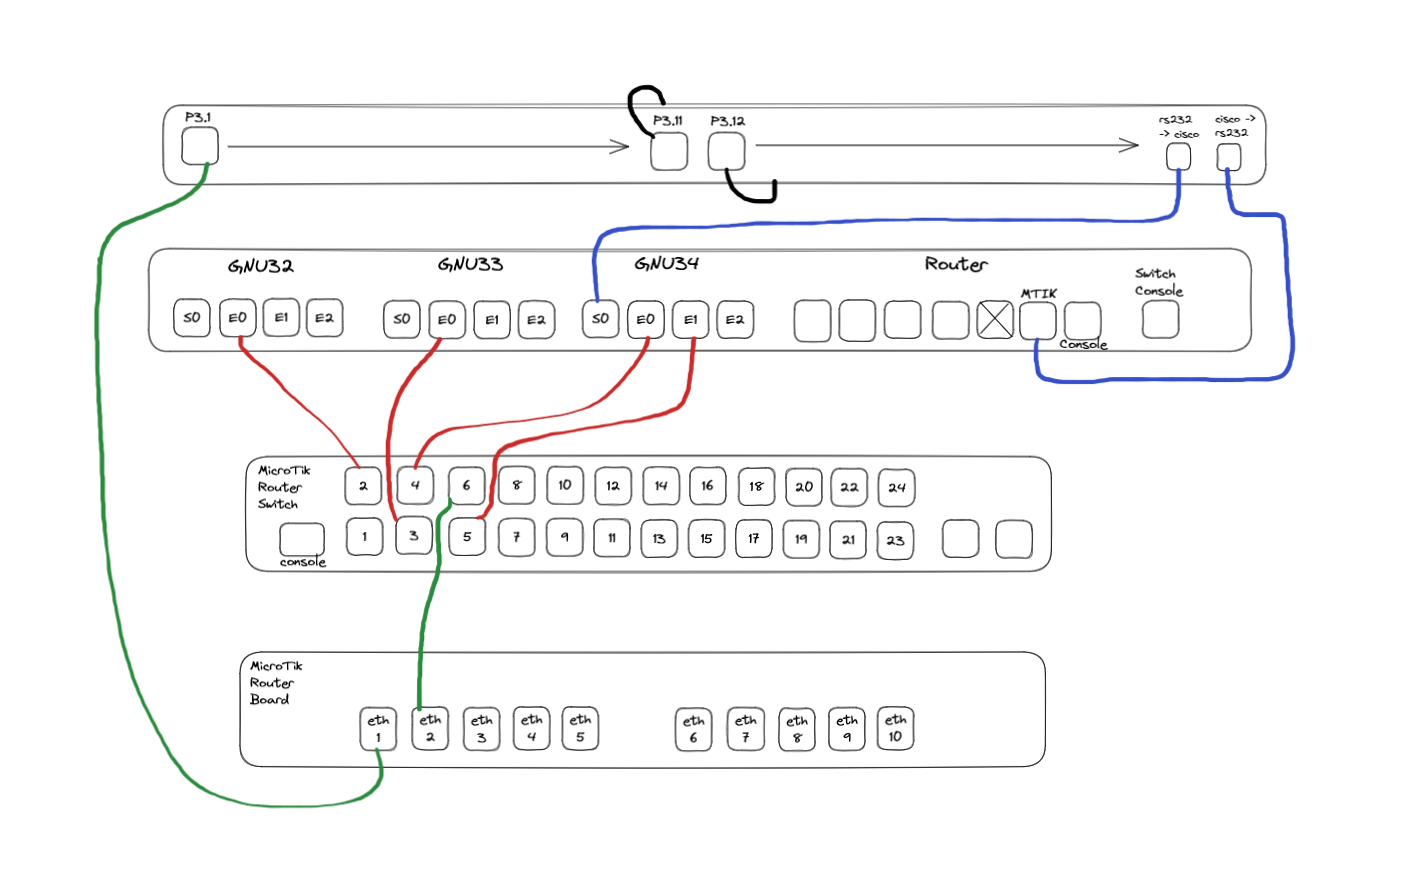 P3.1
P3.11
P3.12
rs232
-> cisco
cisco ->
rs232
GNU32
GNU33
GNU34
Router
Switch
Console
MTIK
S0
E0
E1
E2
S0
E0
E1
E2
S0
E0
E1
E2
Console
MicroTik
Router
Switch
2
4
6
8
10
12
14
16
18
20
22
24
1
3
5
7
9
11
13
15
17
19
21
23
console
MicroTik
Router
Board
eth
1
eth
2
eth
3
eth
4
eth
5
eth
6
eth
7
eth
8
eth
9
eth
10